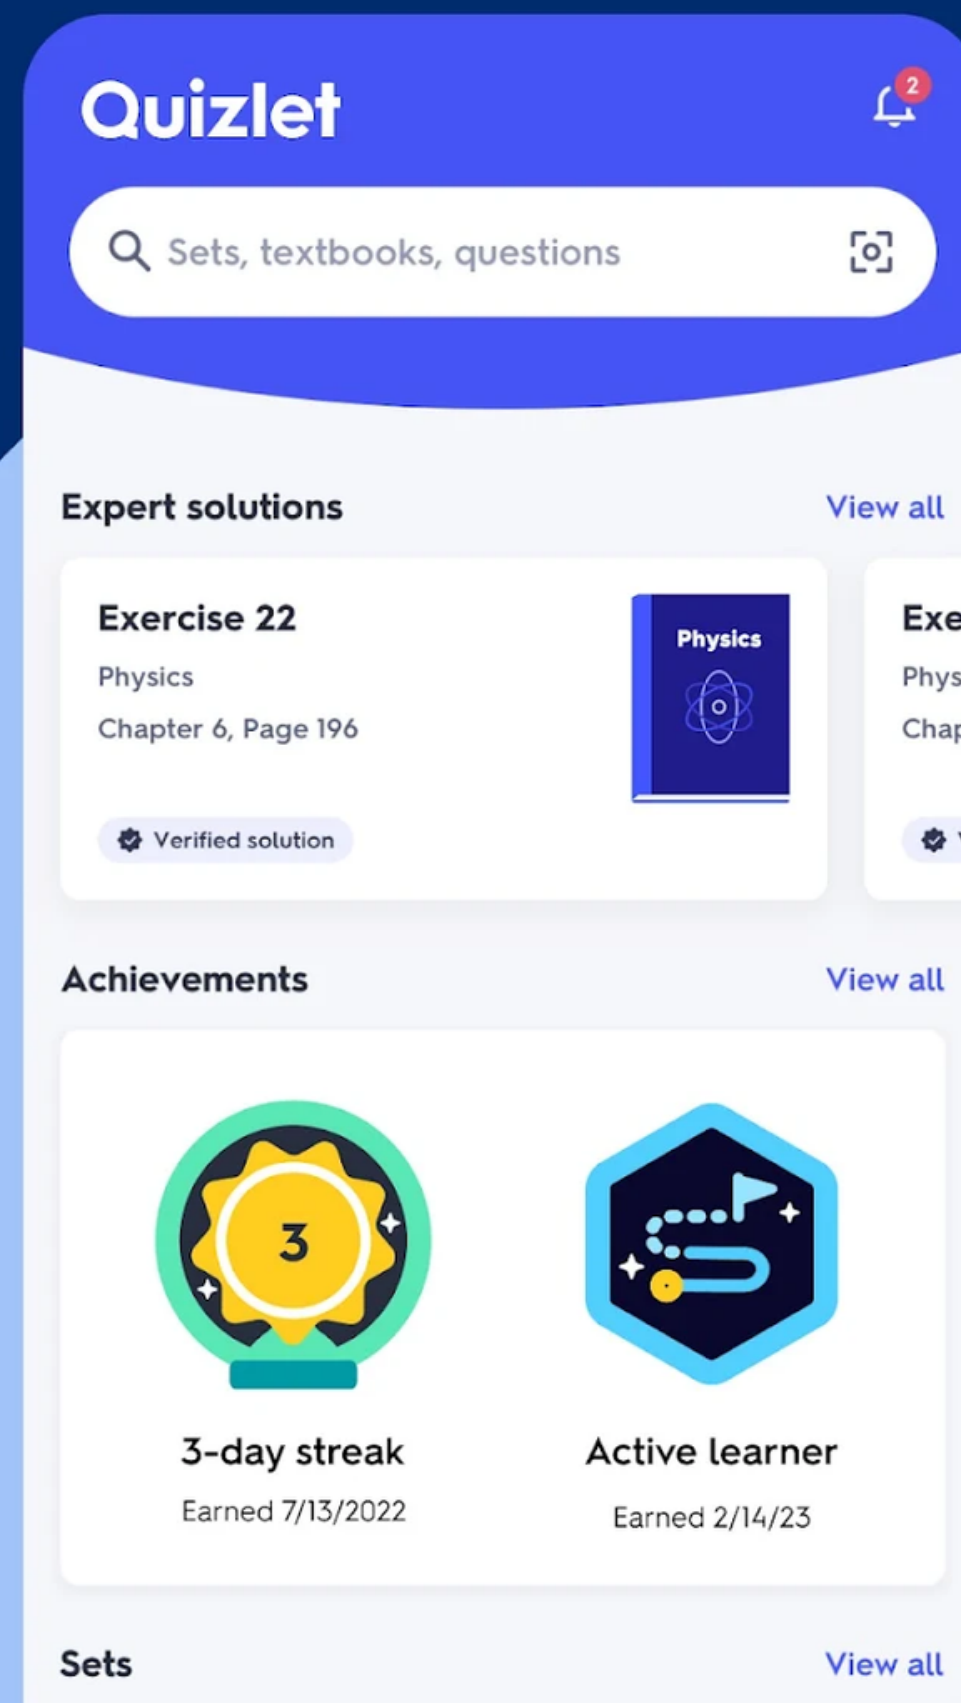 Quizlet
2
Sets, textbooks, questions
Expert solutions
View all
Exercise 22
Physics
Chapter 6, Page 196
Verified solution
Physics
Achievements
View all
3
3-day streak
Earned 7/13/2022
Active learner
Earned 2/14/23
Sets
View all